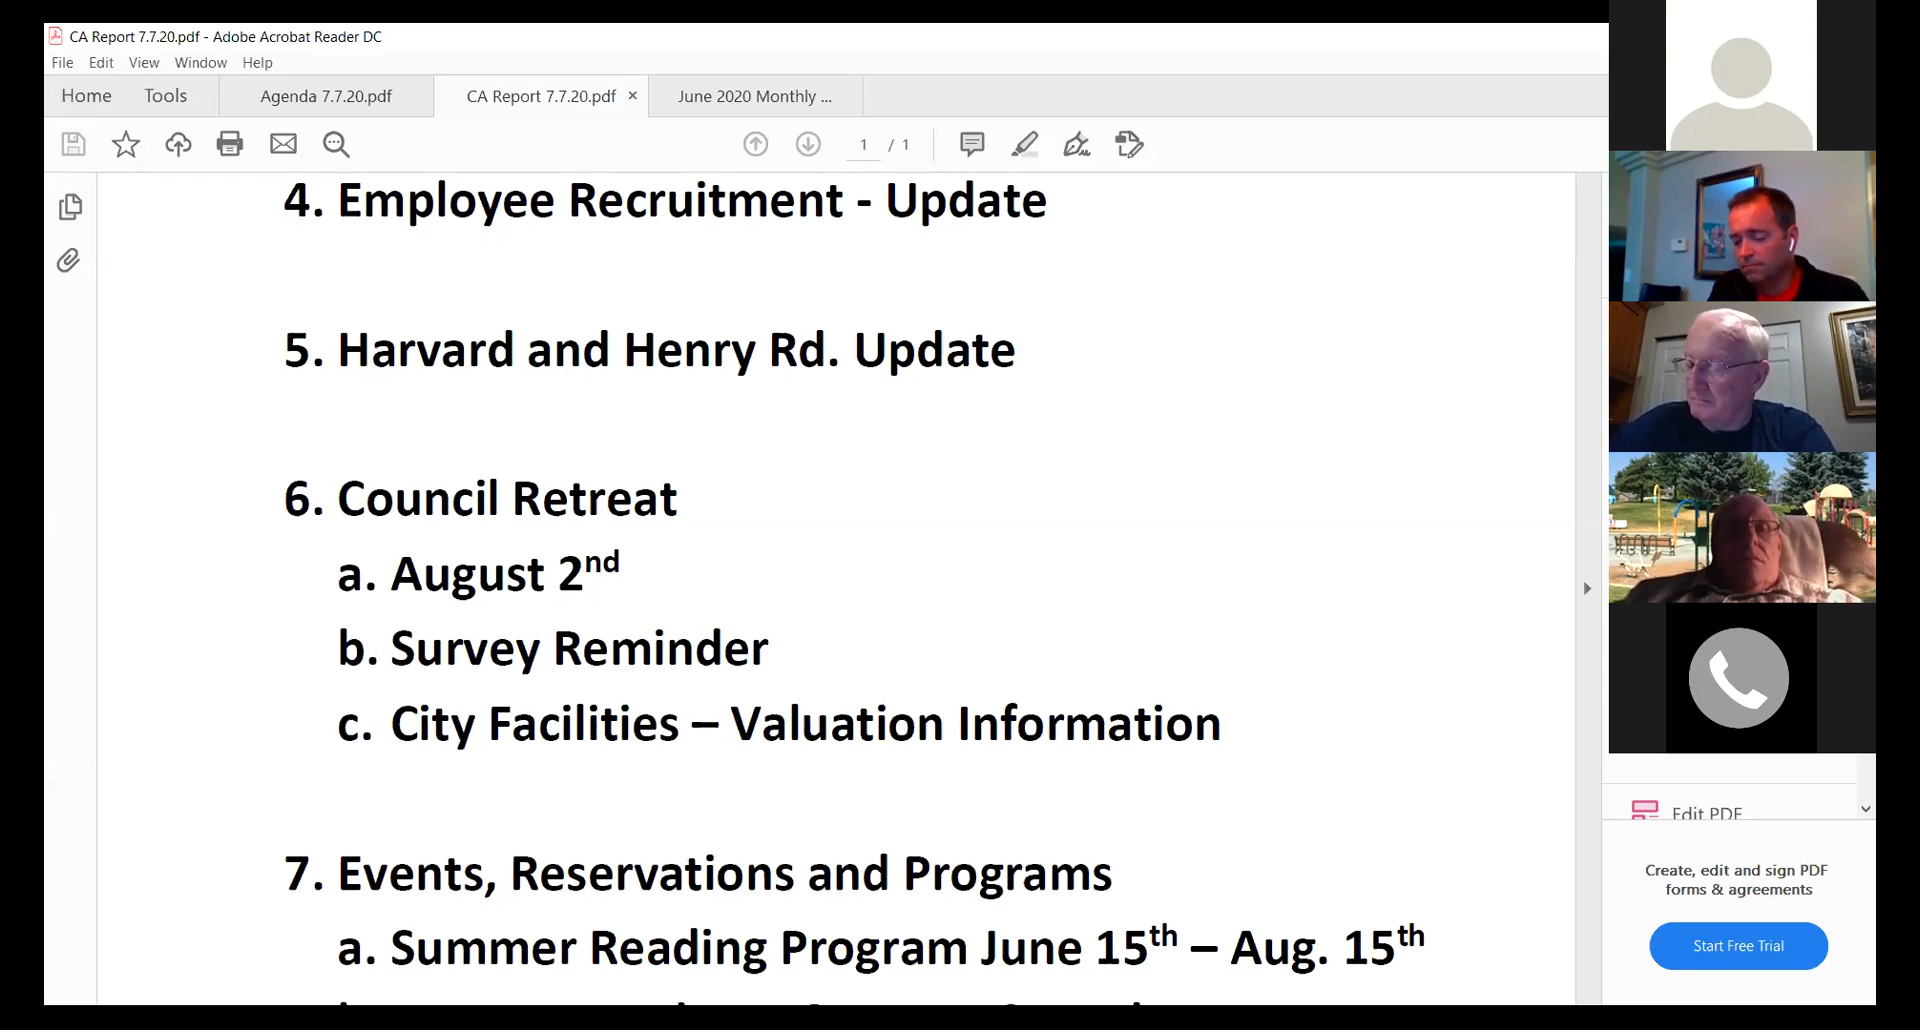 CA Report 7.7.20.pdf - Adobe Acrobat Reader DC
File Edit View Window Help
Home Tools Agenda 7.7.20.pdf CA Report 7.7.20.pdf × June 2020 Monthly ...
1 / 1
4. Employee Recruitment - Update
5. Harvard and Henry Rd. Update
6. Council Retreat
a. August 2nd
b. Survey Reminder
c. City Facilities – Valuation Information
7. Events, Reservations and Programs
a. Summer Reading Program June 15th – Aug. 15th
Edit PDF
Create, edit and sign PDF
forms & agreements
Start Free Trial